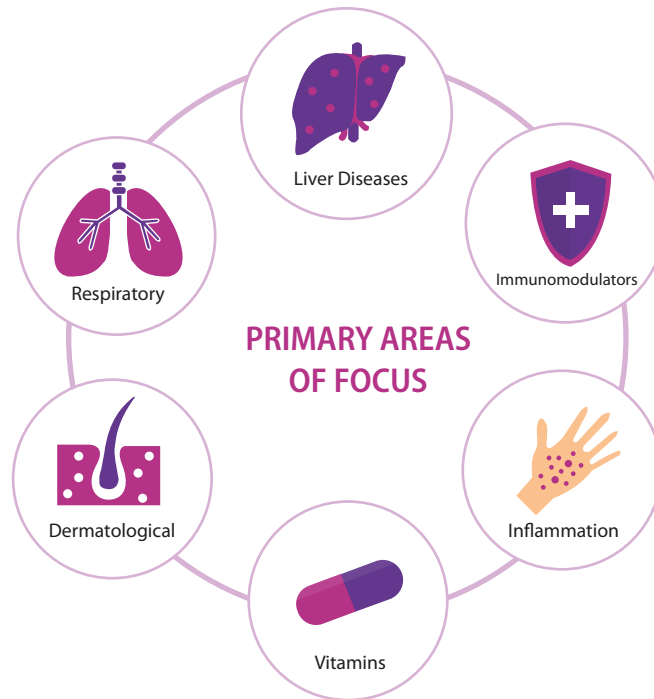 Liver Diseases
Respiratory
Immunomodulators
PRIMARY AREAS
OF FOCUS
Dermatological
Inflammation
Vitamins